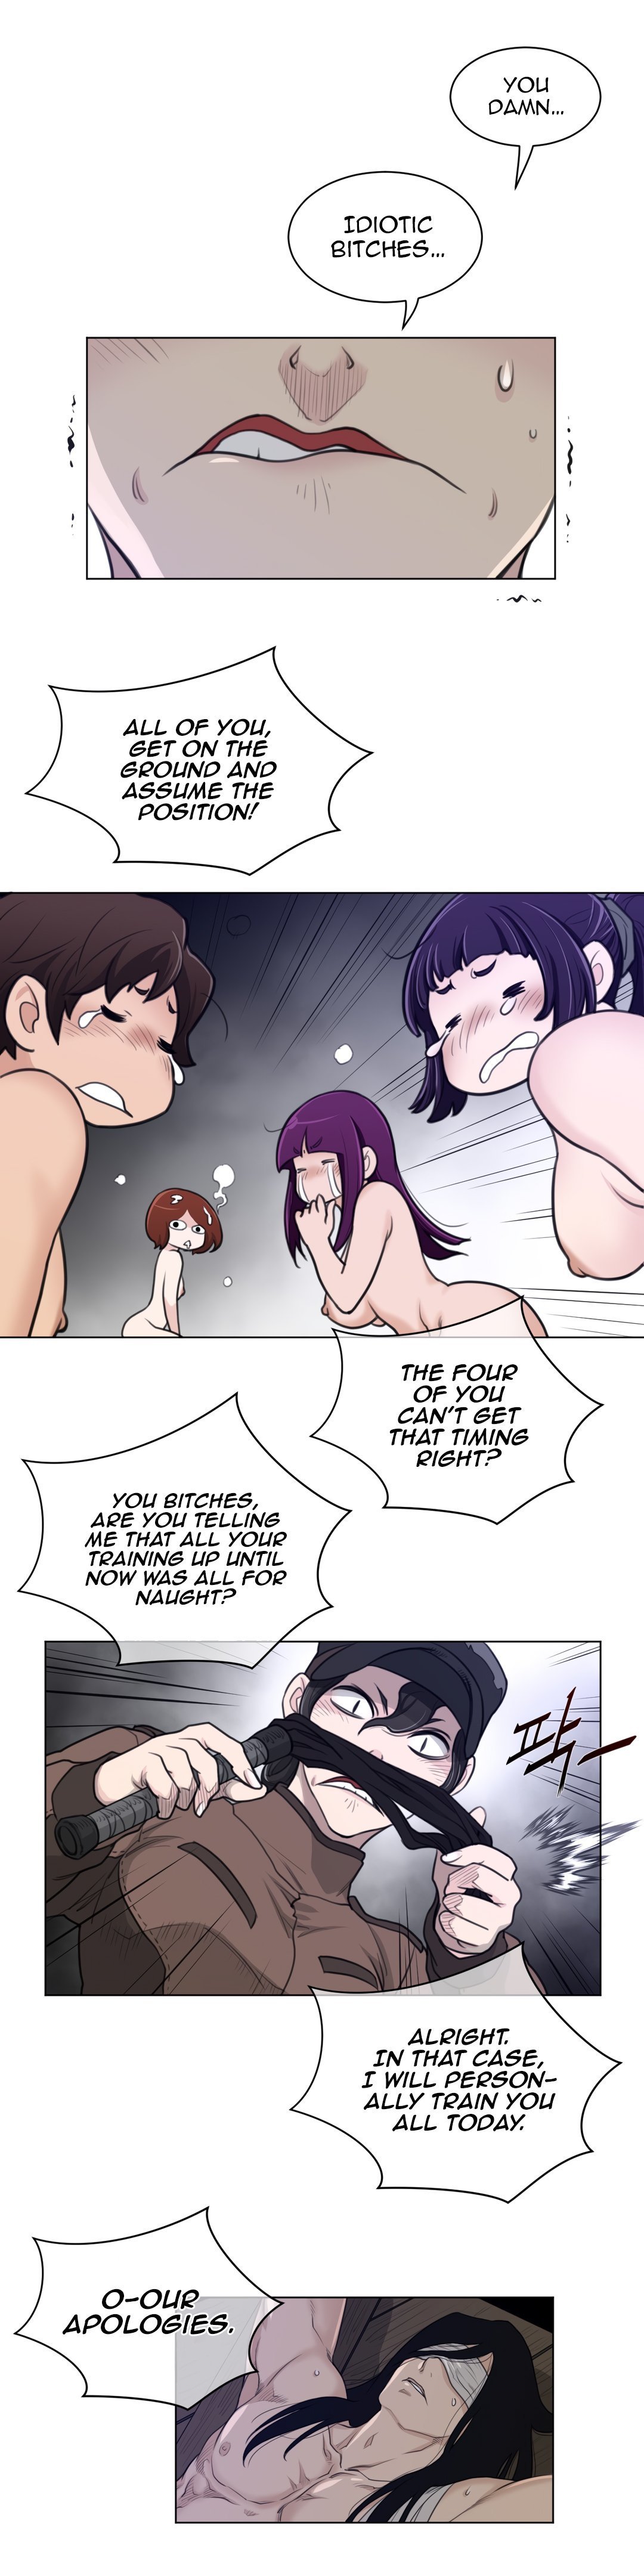 YOU
DAMN...
IDIOTIC
BITCHES...
ALL OF YOU,
GET ON THE
GROUND AND
ASSUME THE
POSITION!
THE FOUR
OF YOU
CAN'T GET
THAT TIMING
RIGHT?
YOU BITCHES,
ARE YOU TELLING
ME THAT ALL YOUR
TRAINING UP UNTIL
NOW WAS ALL FOR
NAUGHT?
파악
ALRIGHT.
IN THAT CASE,
I WILL PERSON-
ALLY TRAIN YOU
ALL TODAY.
O-OUR
APOLOGIES.